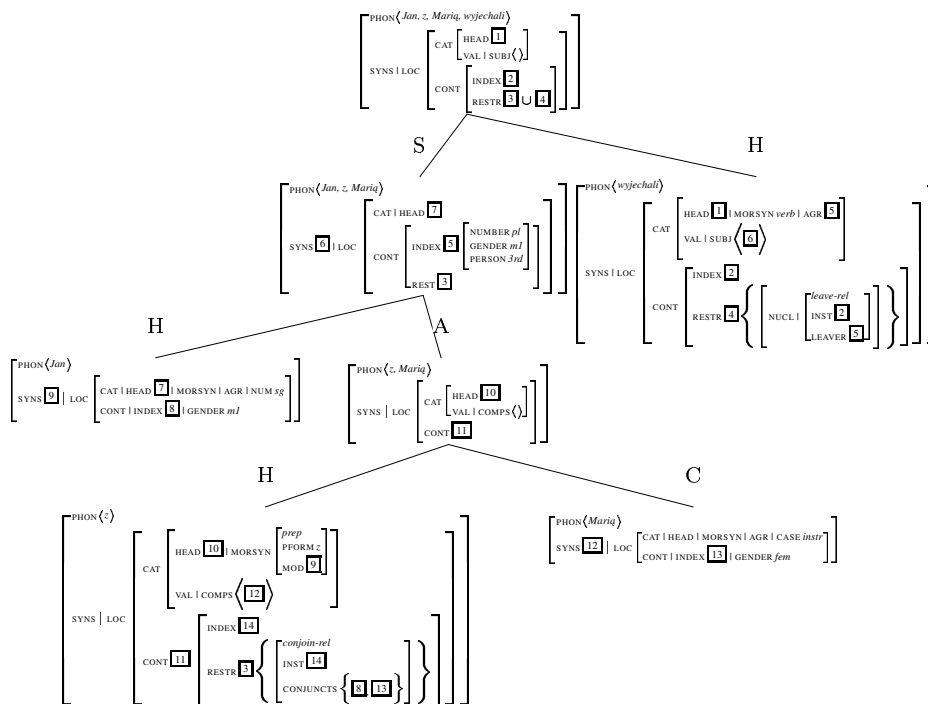 PHON⟨Jan, z, Mariq, wyjechali⟩
CAT [HEAD 1
VAL | SUBJ⟨⟩]
SYNS | LOC
CONT [INDEX 2
RESTR 3 ∪ 4]
S
H
PHON⟨Jan, z, Mariq⟩
CAT | HEAD 7
SYNS 6 | LOC
CONT
INDEX 5
NUMBER pl
GENDER m1
PERSON 3rd
REST 3
PHON⟨wyjechali⟩
CAT
HEAD 1 | MORSYN verb | AGR 5
VAL | SUBJ⟨6⟩
SYNS | LOC
CONT
INDEX 2
RESTR 4
NUCL |
leave-rel
INST 2
LEAVER 5
H
A
PHON⟨Jan⟩
SYNS 9 | LOC
CAT | HEAD 7 | MORSYN | AGR | NUM sg
CONT | INDEX 8 | GENDER m1
PHON⟨z, Mariq⟩
SYNS | LOC
CAT
HEAD 10
VAL | COMPS⟨⟩
CONT 11
H
C
PHON⟨z⟩
SYNS | LOC
CAT
HEAD 10 | MORSYN
prep
PFORM z
MOD 9
VAL | COMPS⟨12⟩
CONT 11
INDEX 14
RESTR 3
conjoin-rel
INST 14
CONJUNCTS {8, 13}
PHON⟨Mariq⟩
SYNS 12 | LOC
CAT | HEAD | MORSYN | AGR | CASE instr
CONT | INDEX 13 | GENDER fem